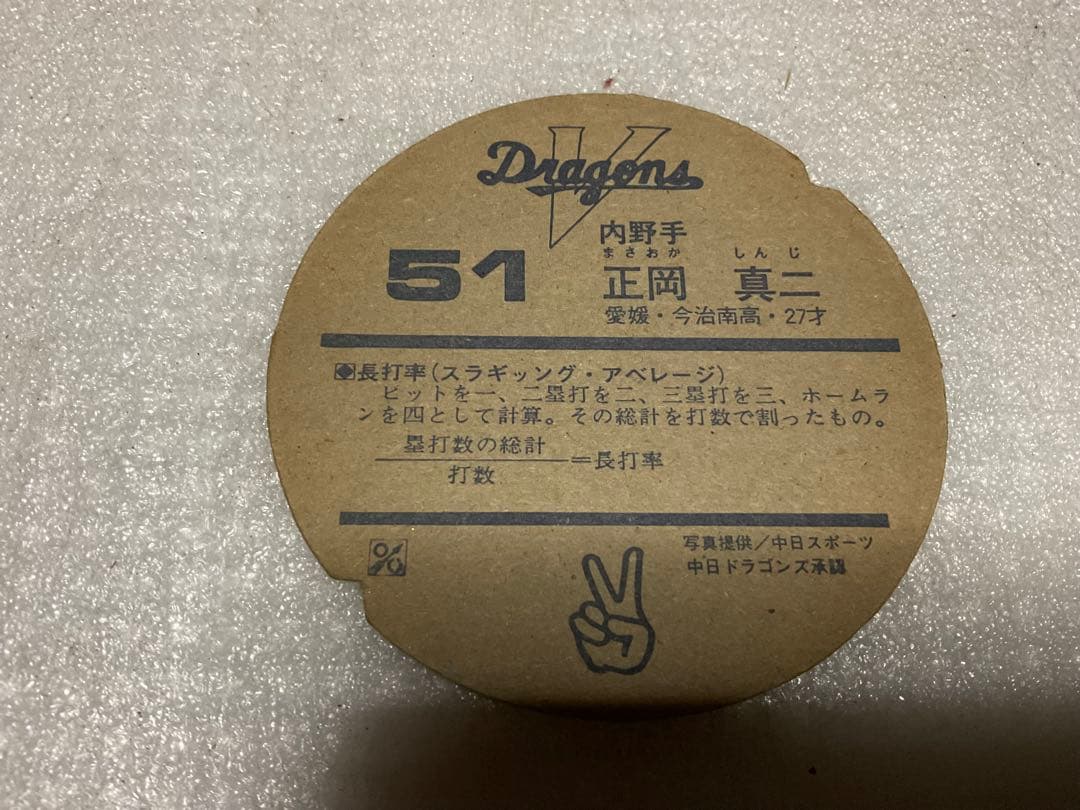 Dragons
V
51
内野手
まさおか しんじ
正岡 真二
愛媛・今治南高・27才
長打率(スラギッング・アベレージ)
ヒットを一、二塁打を二、三塁打を三、ホームラ
ンを四として計算。その総計を打数で割ったもの。
塁打数の総計
打数
=長打率
写真提供/中日スポーツ
中日ドラゴンズ承認